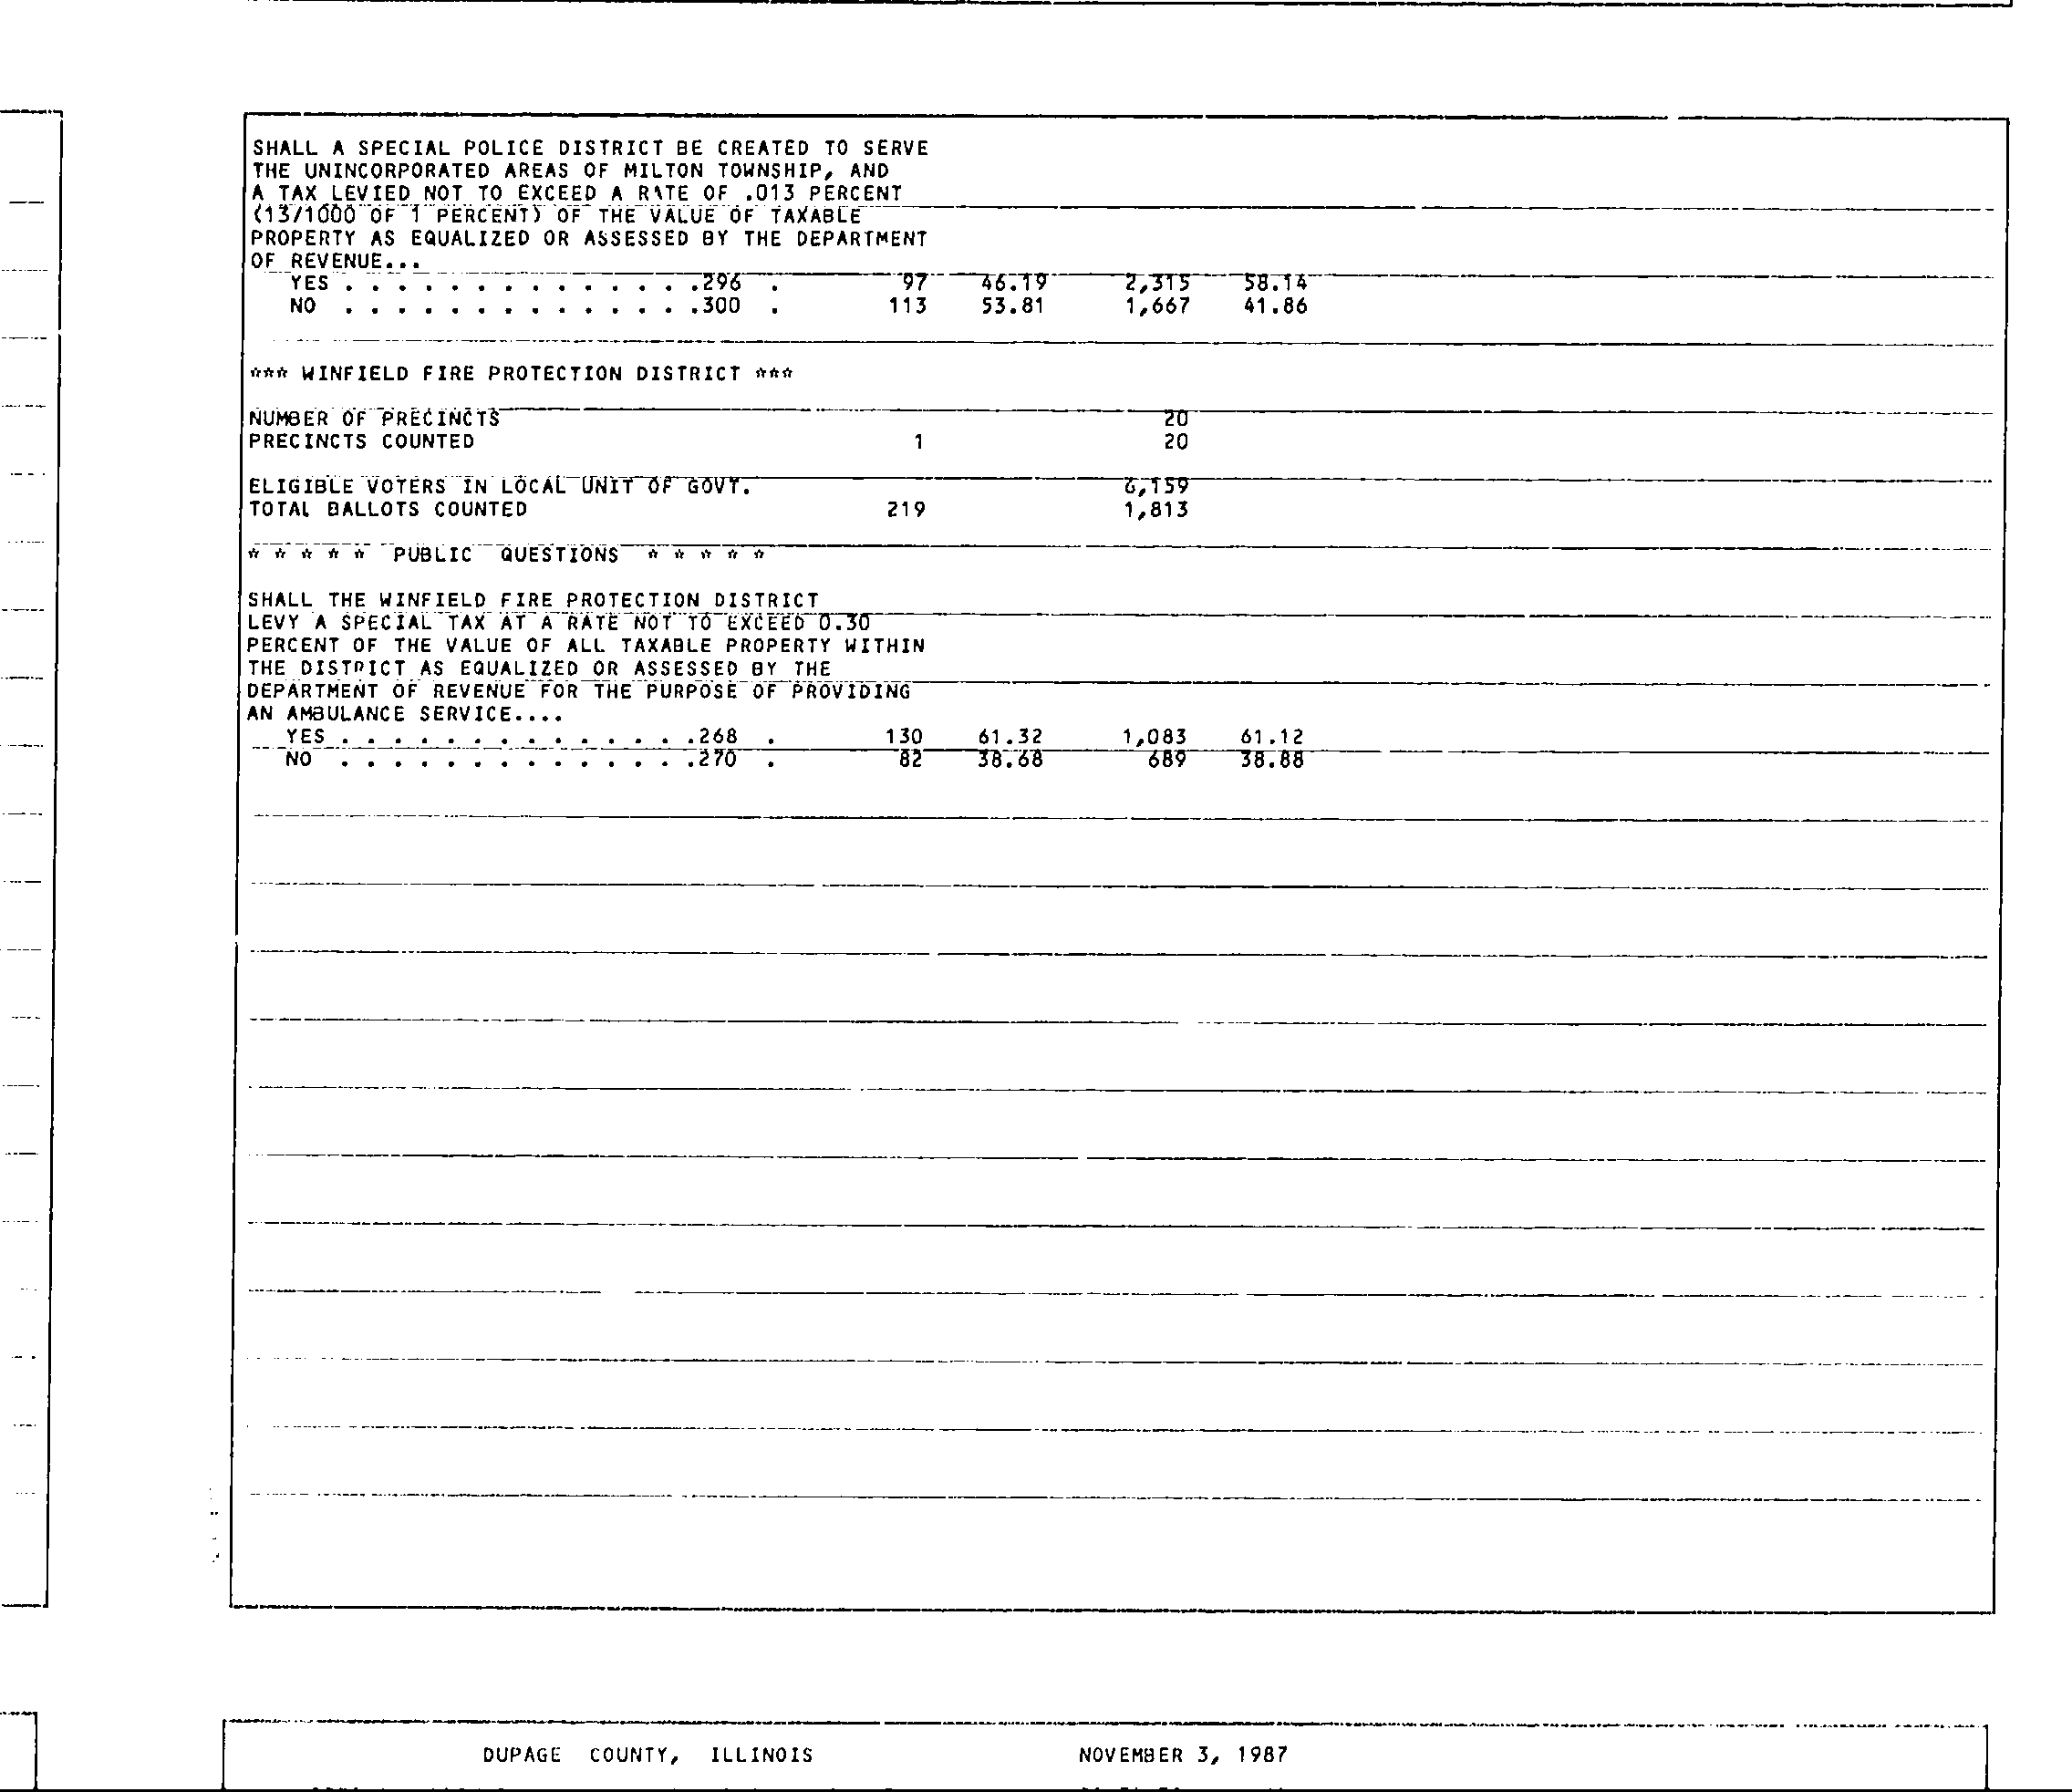 SHALL A SPECIAL POLICE DISTRICT BE CREATED TO SERVE
THE UNINCORPORATED AREAS OF MILTON TOWNSHIP, AND
A TAX LEVIED NOT TO EXCEED A RATE OF .013 PERCENT
(13/1000 OF 1 PERCENT) OF THE VALUE OF TAXABLE
PROPERTY AS EQUALIZED OR ASSESSED BY THE DEPARTMENT
OF REVENUE...
YES . . . . . . . . . . . . . .296 . 97 46.19 2,315 58.14
NO . . . . . . . . . . . . . .300 . 113 53.81 1,667 41.86
*** WINFIELD FIRE PROTECTION DISTRICT ***
NUMBER OF PRECINCTS 20
PRECINCTS COUNTED 1 20
ELIGIBLE VOTERS IN LOCAL UNIT OF GOVT. 6,159
TOTAL BALLOTS COUNTED 219 1,813
* * * * * PUBLIC QUESTIONS * * * * *
SHALL THE WINFIELD FIRE PROTECTION DISTRICT
LEVY A SPECIAL TAX AT A RATE NOT TO EXCEED 0.30
PERCENT OF THE VALUE OF ALL TAXABLE PROPERTY WITHIN
THE DISTRICT AS EQUALIZED OR ASSESSED BY THE
DEPARTMENT OF REVENUE FOR THE PURPOSE OF PROVIDING
AN AMBULANCE SERVICE....
YES . . . . . . . . . . . . . .268 . 130 61.32 1,083 61.12
NO . . . . . . . . . . . . . .270 . 82 38.68 689 38.88
DUPAGE COUNTY, ILLINOIS NOVEMBER 3, 1987